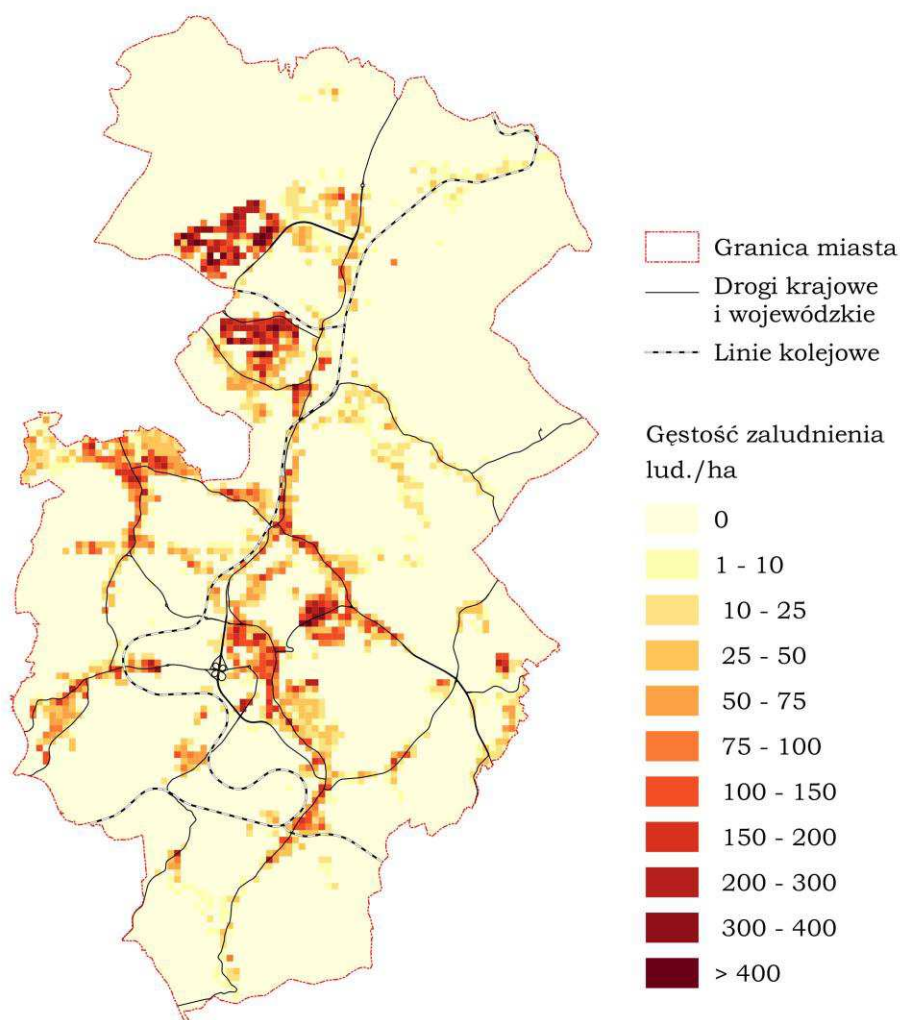 Granica miasta
Drogi krajowe
i wojewódzkie
Linie kolejowe
Gęstość zaludnienia
lud./ha
0
1 - 10
10 - 25
25 - 50
50 - 75
75 - 100
100 - 150
150 - 200
200 - 300
300 - 400
> 400